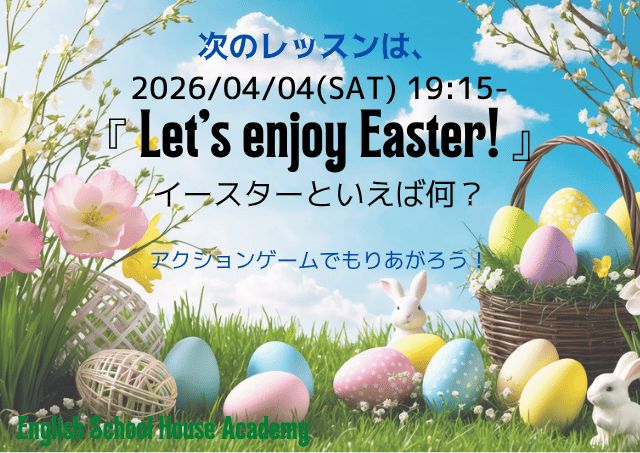 次のレッスンは、
2026/04/04(SAT) 19:15-
『 Let's enjoy Easter! 』
イースターといえば何？
アクションゲームでもりあがろう！
English School House Academy